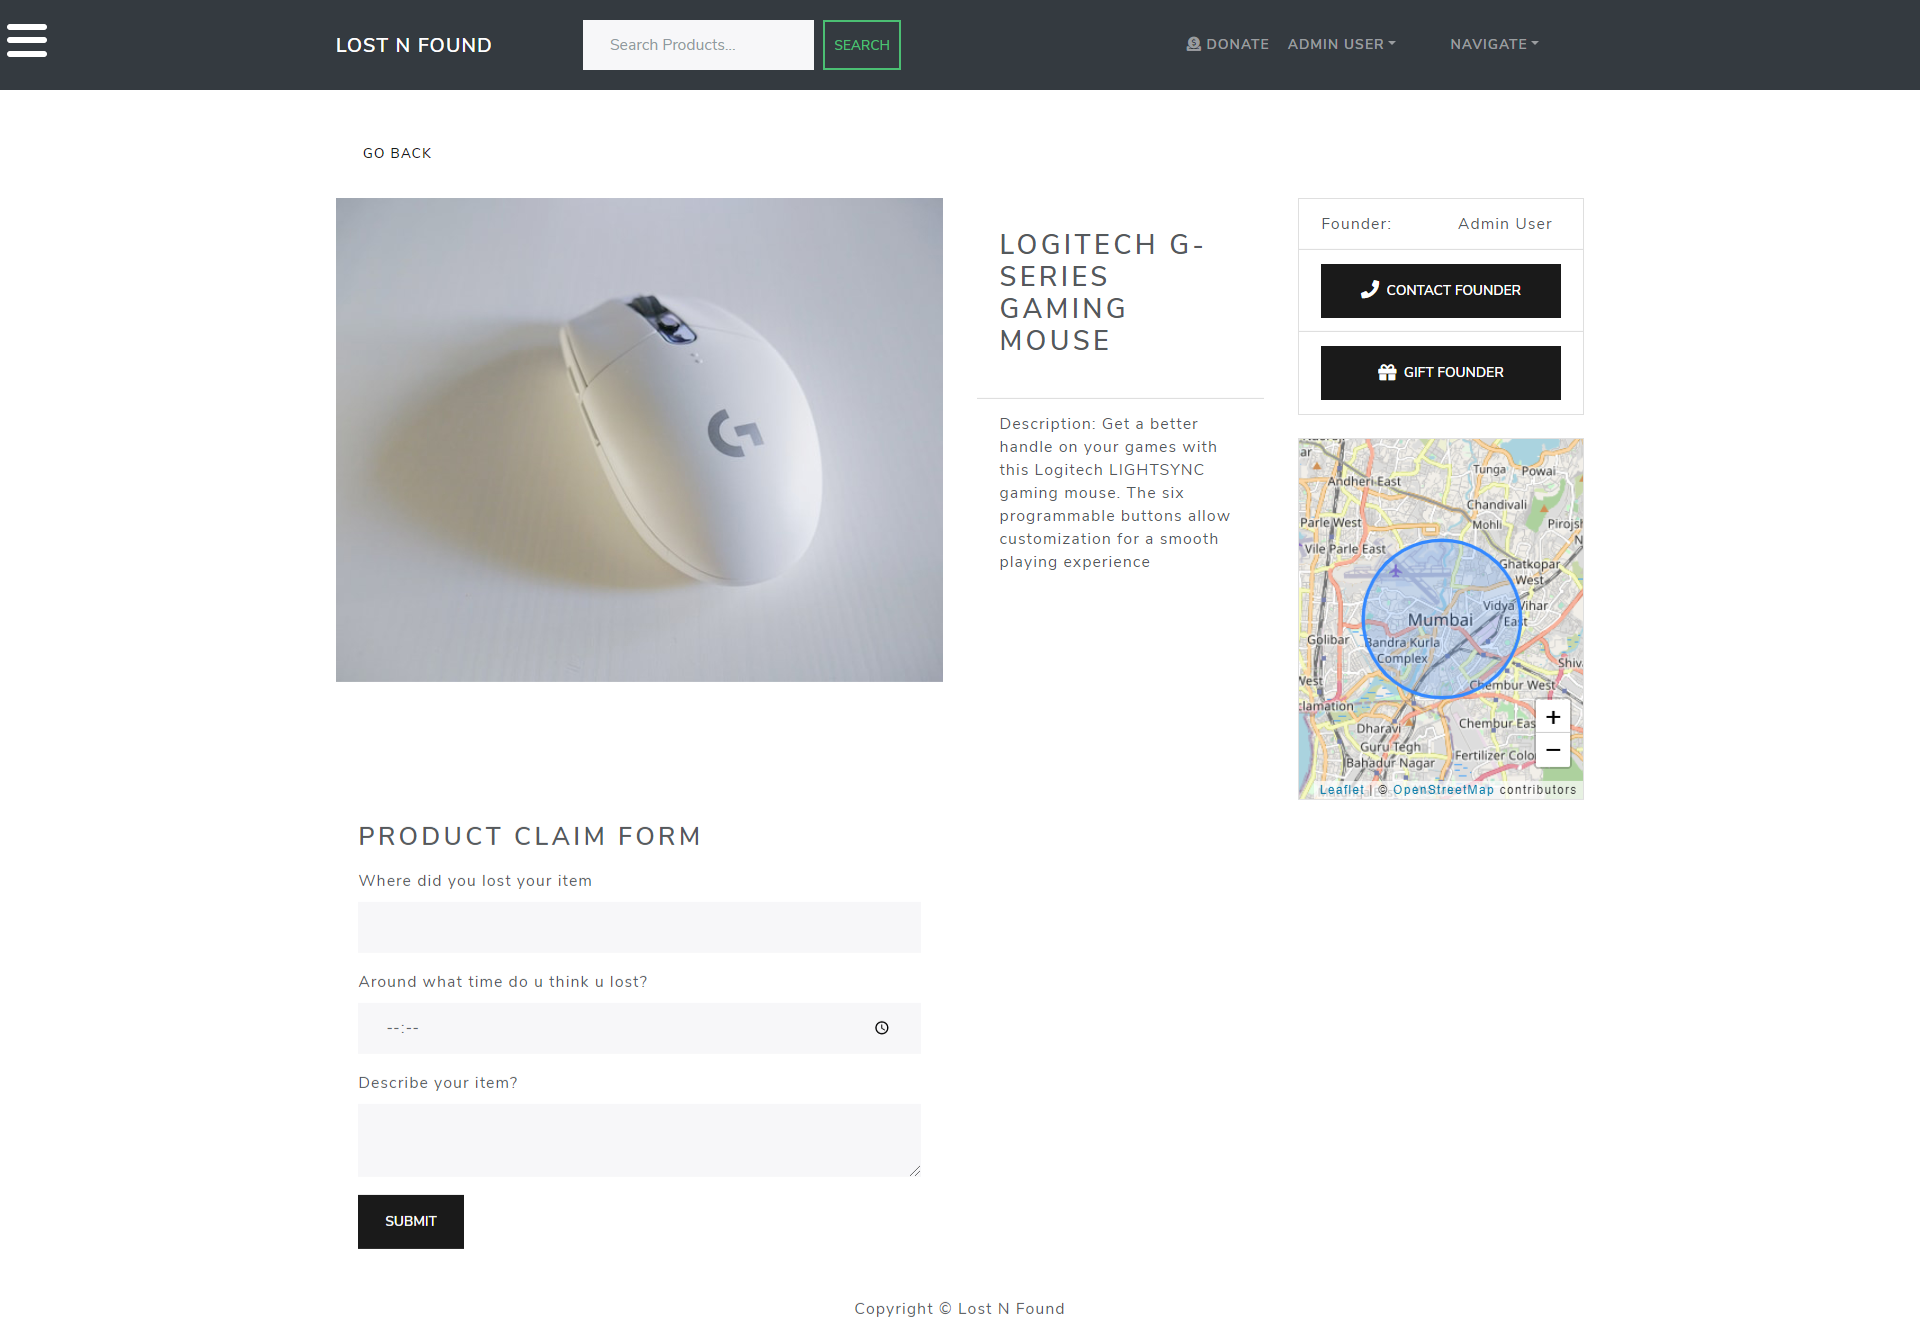 LOST N FOUND
Search Products...
SEARCH
DONATE
ADMIN USER
NAVIGATE
GO BACK
LOGITECH G-
SERIES
GAMING
MOUSE
Description: Get a better
handle on your games with
this Logitech LIGHTSYNC
gaming mouse. The six
programmable buttons allow
customization for a smooth
playing experience
Founder: Admin User
CONTACT FOUNDER
GIFT FOUNDER
ar
Tunga
Powai
Andheri East
Chandivali
Parle West
Mohli
Pirojsh
Vile Parle East
Ghatkopar
West
Vidya Vihar
East
Mumbai
Golibar
Bandra Kurla
Complex
Shiv
West
Chembur West
clamation
Chembur Eas
Dharavi
Guru Tegh
Bahadur Nagar
Fertilizer Colo
+
−
Leaflet | © OpenStreetMap contributors
PRODUCT CLAIM FORM
Where did you lost your item
Around what time do u think u lost?
--:--
Describe your item?
SUBMIT
Copyright © Lost N Found